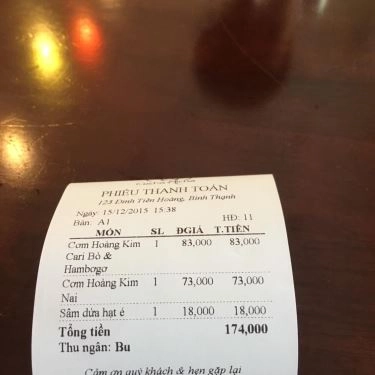 PHIẾU THANH TOÁN
123 Đinh Tiên Hoàng, Bình Thạnh
Ngày: 15/12/2015 15:38
Bàn: A1 HĐ: 11
MÓN SL ĐGIÁ T.TIỀN
Cơm Hoàng Kim 1 83,000 83,000
Cari Bò &
Hambogơ
Cơm Hoàng Kim 1 73,000 73,000
Nai
Sâm dứa hạt é 1 18,000 18,000
Tổng tiền 174,000
Thu ngân: Bu
Cảm ơn quý khách & hẹn gặp lại